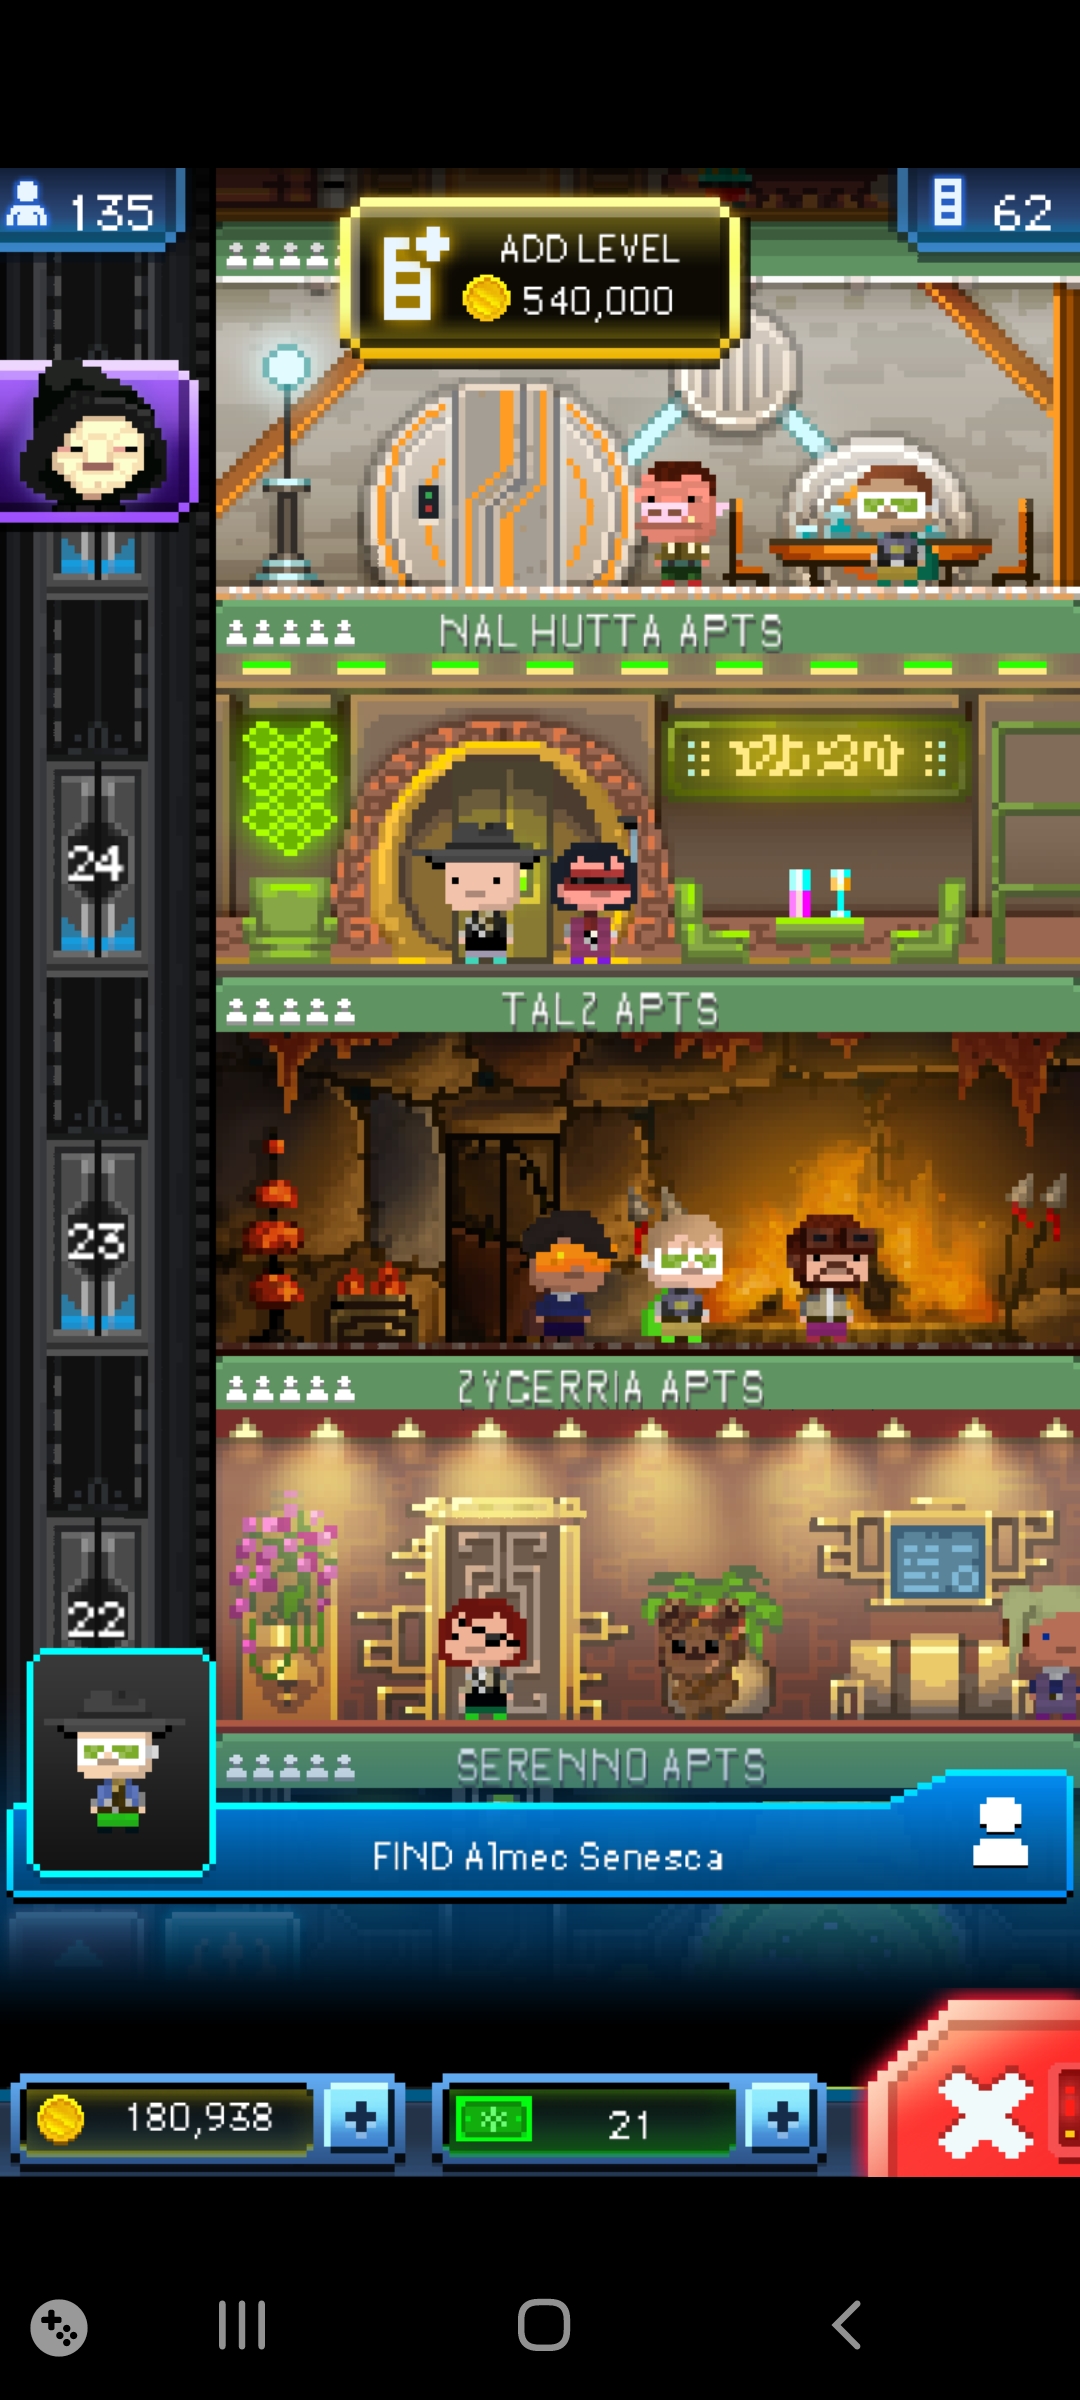 135
ADD LEVEL
540,000
62
NAL HUTTA APTS
24
TALZ APTS
23
ZYGERRIA APTS
22
SERENNO APTS
FIND Almec Senesca
180,938
21